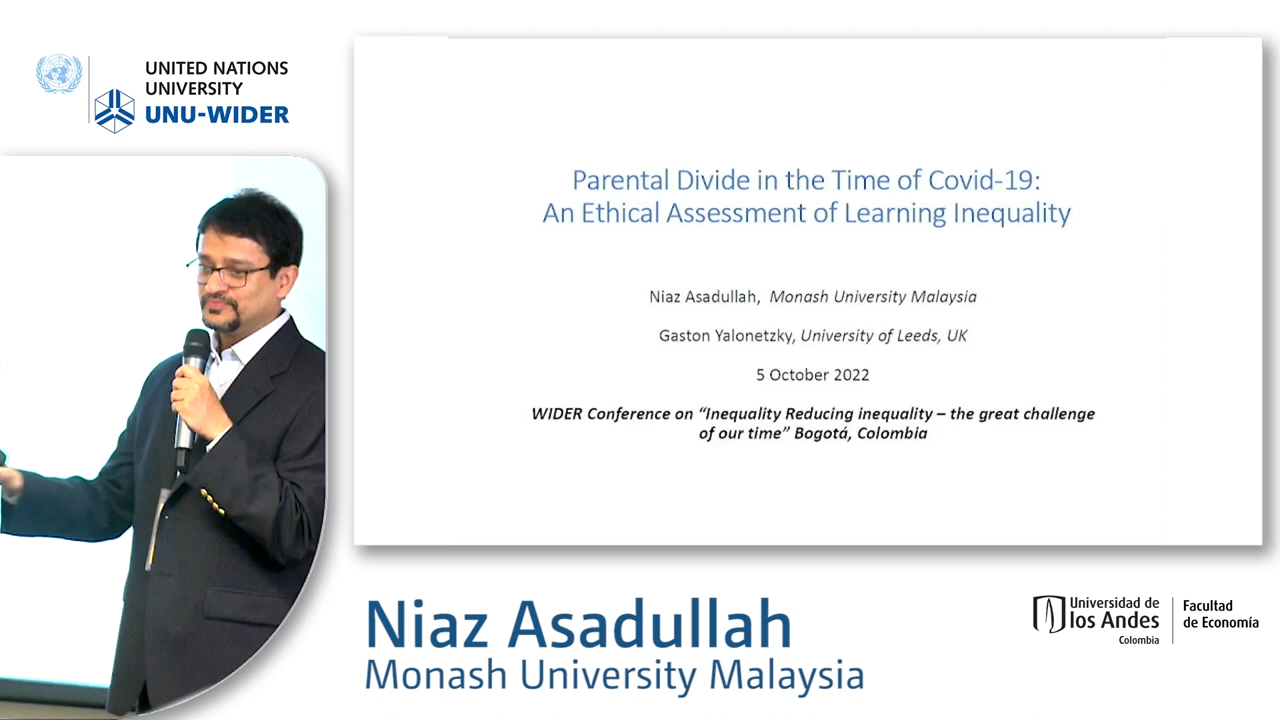 UNITED NATIONS
UNIVERSITY
UNU-WIDER
Parental Divide in the Time of Covid-19:
An Ethical Assessment of Learning Inequality
Niaz Asadullah, Monash University Malaysia
Gaston Yalonetzky, University of Leeds, UK
5 October 2022
WIDER Conference on “Inequality Reducing inequality – the great challenge
of our time” Bogotá, Colombia
Niaz Asadullah
Monash University Malaysia
Universidad de
los Andes
Colombia
Facultad
de Economía